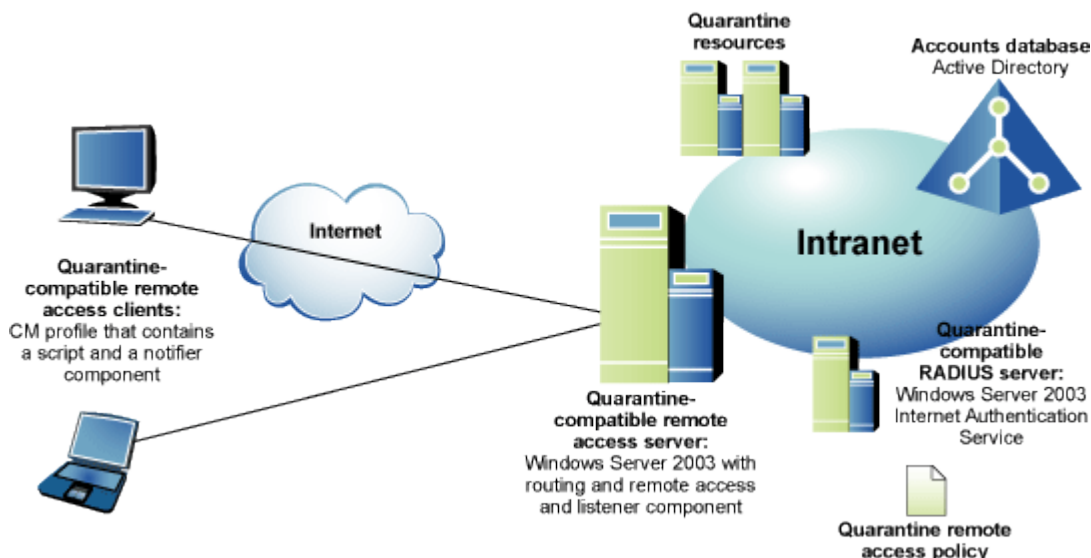 Quarantine
resources
Accounts database
Active Directory
Internet
Intranet
Quarantine-
compatible remote
access clients:
CM profile that contains
a script and a notifier
component
Quarantine-
compatible remote
access server:
Windows Server 2003 with
routing and remote access
and listener component
Quarantine-
compatible
RADIUS server:
Windows Server 2003
Internet Authentication
Service
Quarantine remote
access policy